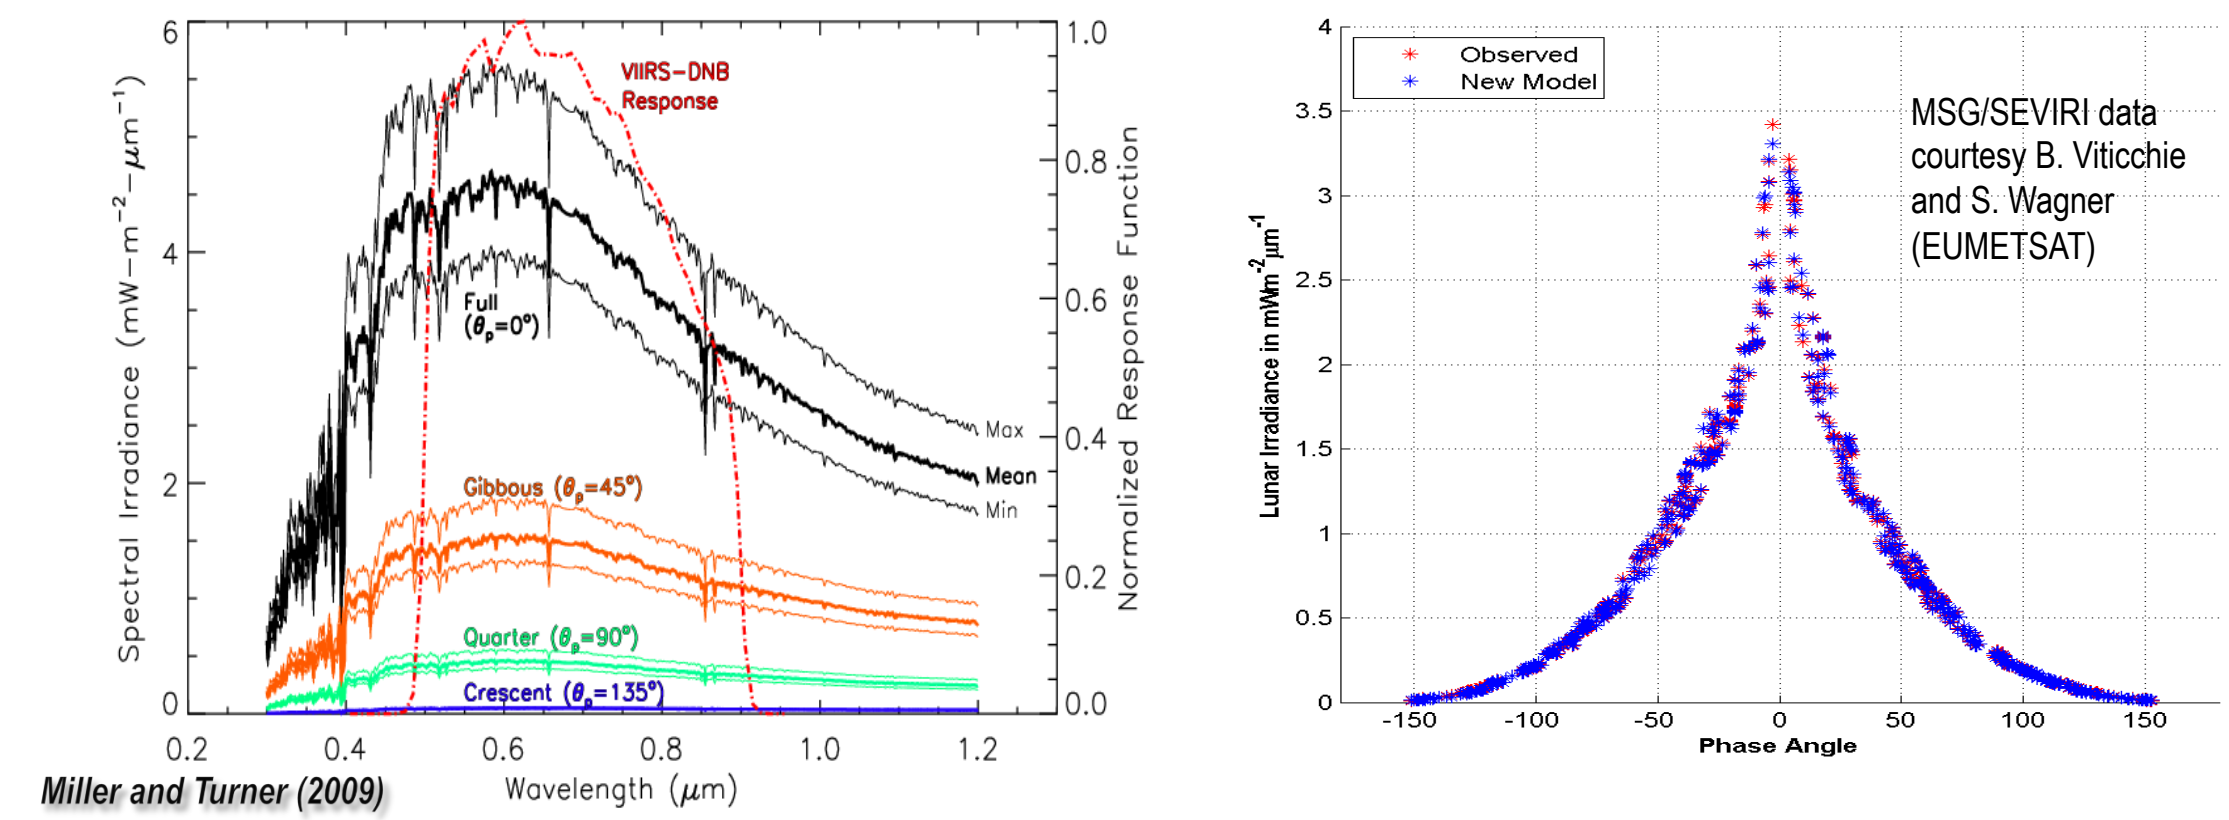 6
4
2
0
Spectral Irradiance (mW-m⁻²-μm⁻¹)
0.2 0.4 0.6 0.8 1.0 1.2
Wavelength (μm)
1.0
0.8
0.6
0.4
0.2
0.0
Normalized Response Function
VIIRS-DNB
Response
Full
(θp=0°)
Max
Mean
Min
Gibbous (θp=45°)
Quarter (θp=90°)
Crescent (θp=135°)
Miller and Turner (2009)
4
3.5
3
2.5
2
1.5
1
0.5
0
Lunar Irradiance in mWm⁻²μm⁻¹
Observed
New Model
MSG/SEVIRI data
courtesy B. Viticchie
and S. Wagner
(EUMETSAT)
-150 -100 -50 0 50 100 150
Phase Angle